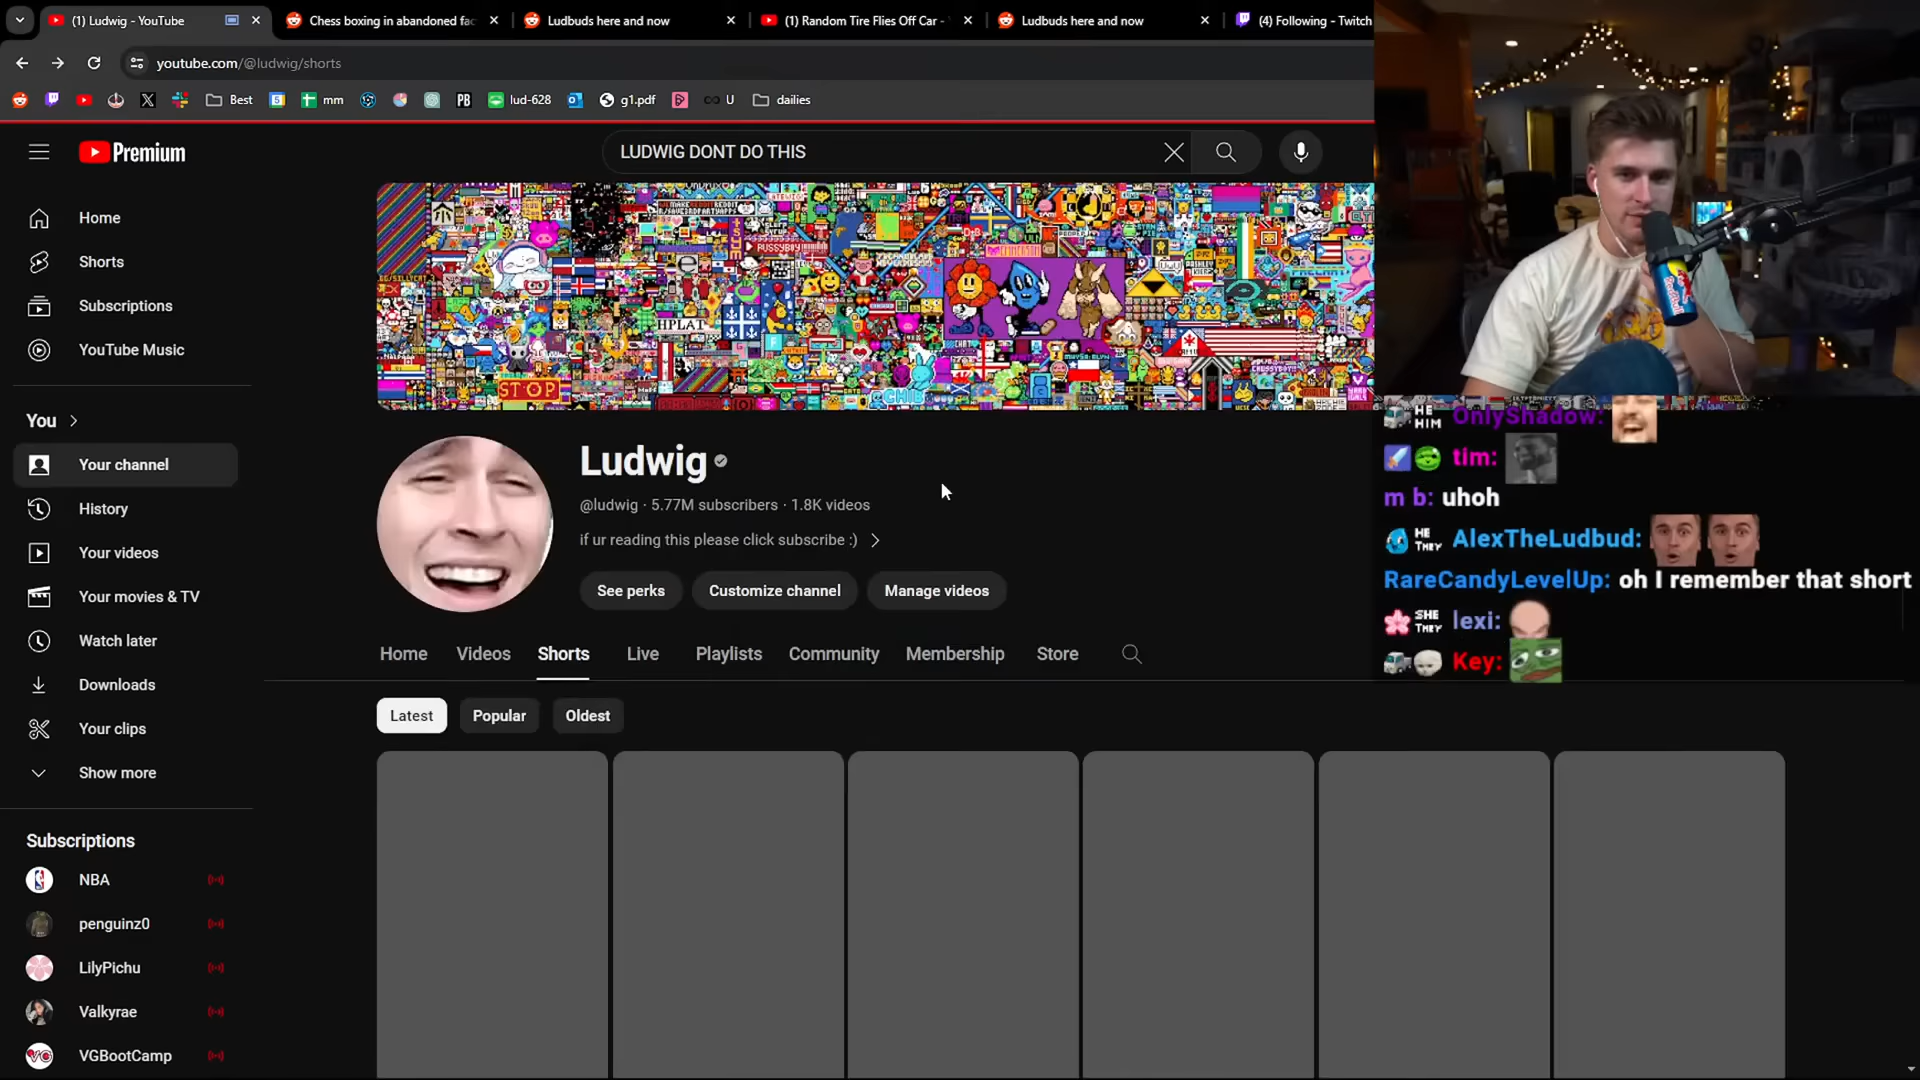 (1) Ludwig - YouTube
Chess boxing in abandoned fac
Ludbuds here and now
(1) Random Tire Flies Off Car -
Ludbuds here and now
(4) Following - Twitch
youtube.com/@ludwig/shorts
Best
mm
PB
lud-628
g1.pdf
U
dailies
Premium
LUDWIG DONT DO THIS
Home
Shorts
Subscriptions
YouTube Music
You
Your channel
History
Your videos
Your movies & TV
Watch later
Downloads
Your clips
Show more
Subscriptions
NBA
penguinz0
LilyPichu
Valkyrae
VGBootCamp
STOP
Ludwig
@ludwig · 5.77M subscribers · 1.8K videos
if ur reading this please click subscribe :)
See perks
Customize channel
Manage videos
Home
Videos
Shorts
Live
Playlists
Community
Membership
Store
Latest
Popular
Oldest
HE HIM OnlyShadow:
tim:
m b: uhoh
HE THEY AlexTheLudbud:
RareCandyLevelUp: oh I remember that short
SHE THEY lexi:
Key: